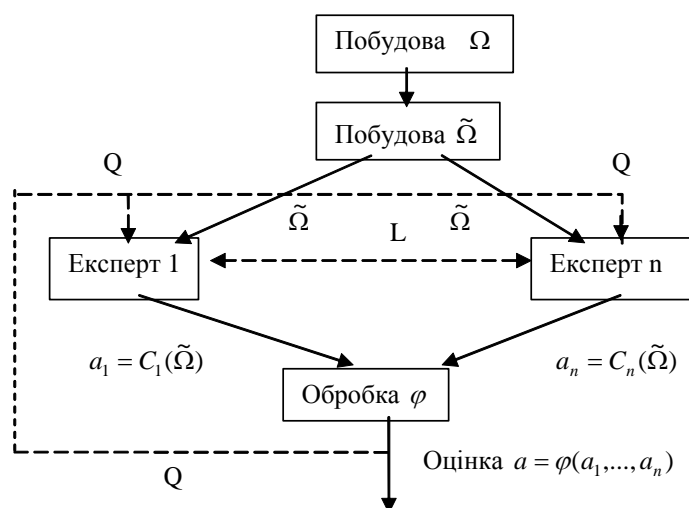 Побудова Ω
Побудова Ω̃
Q Q
Ω̃ L Ω̃
Експерт 1 Експерт n
a₁ = C₁(Ω̃) aₙ = Cₙ(Ω̃)
Обробка φ
Q Оцінка a = φ(a₁,...,aₙ)